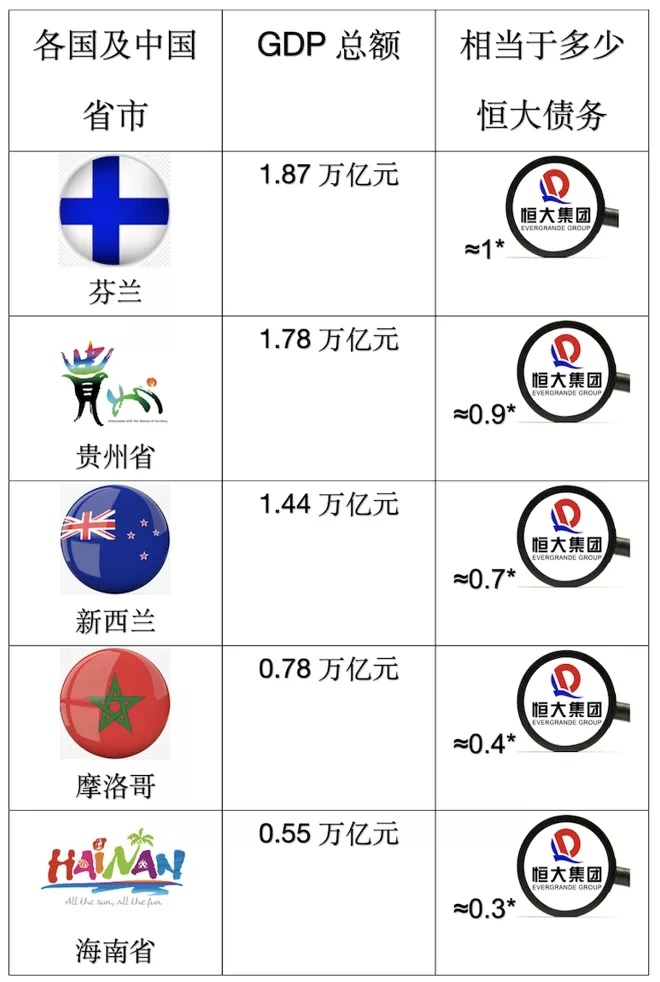 各国及中国
省市
GDP 总额
相当于多少
恒大债务
芬兰
1.87 万亿元
≈1*
恒大集团
EVERGRANDE GROUP
贵州省
1.78 万亿元
≈0.9*
恒大集团
EVERGRANDE GROUP
新西兰
1.44 万亿元
≈0.7*
恒大集团
EVERGRANDE GROUP
摩洛哥
0.78 万亿元
≈0.4*
恒大集团
EVERGRANDE GROUP
HAiNAN
All the sun, all the fun
海南省
0.55 万亿元
≈0.3*
恒大集团
EVERGRANDE GROUP